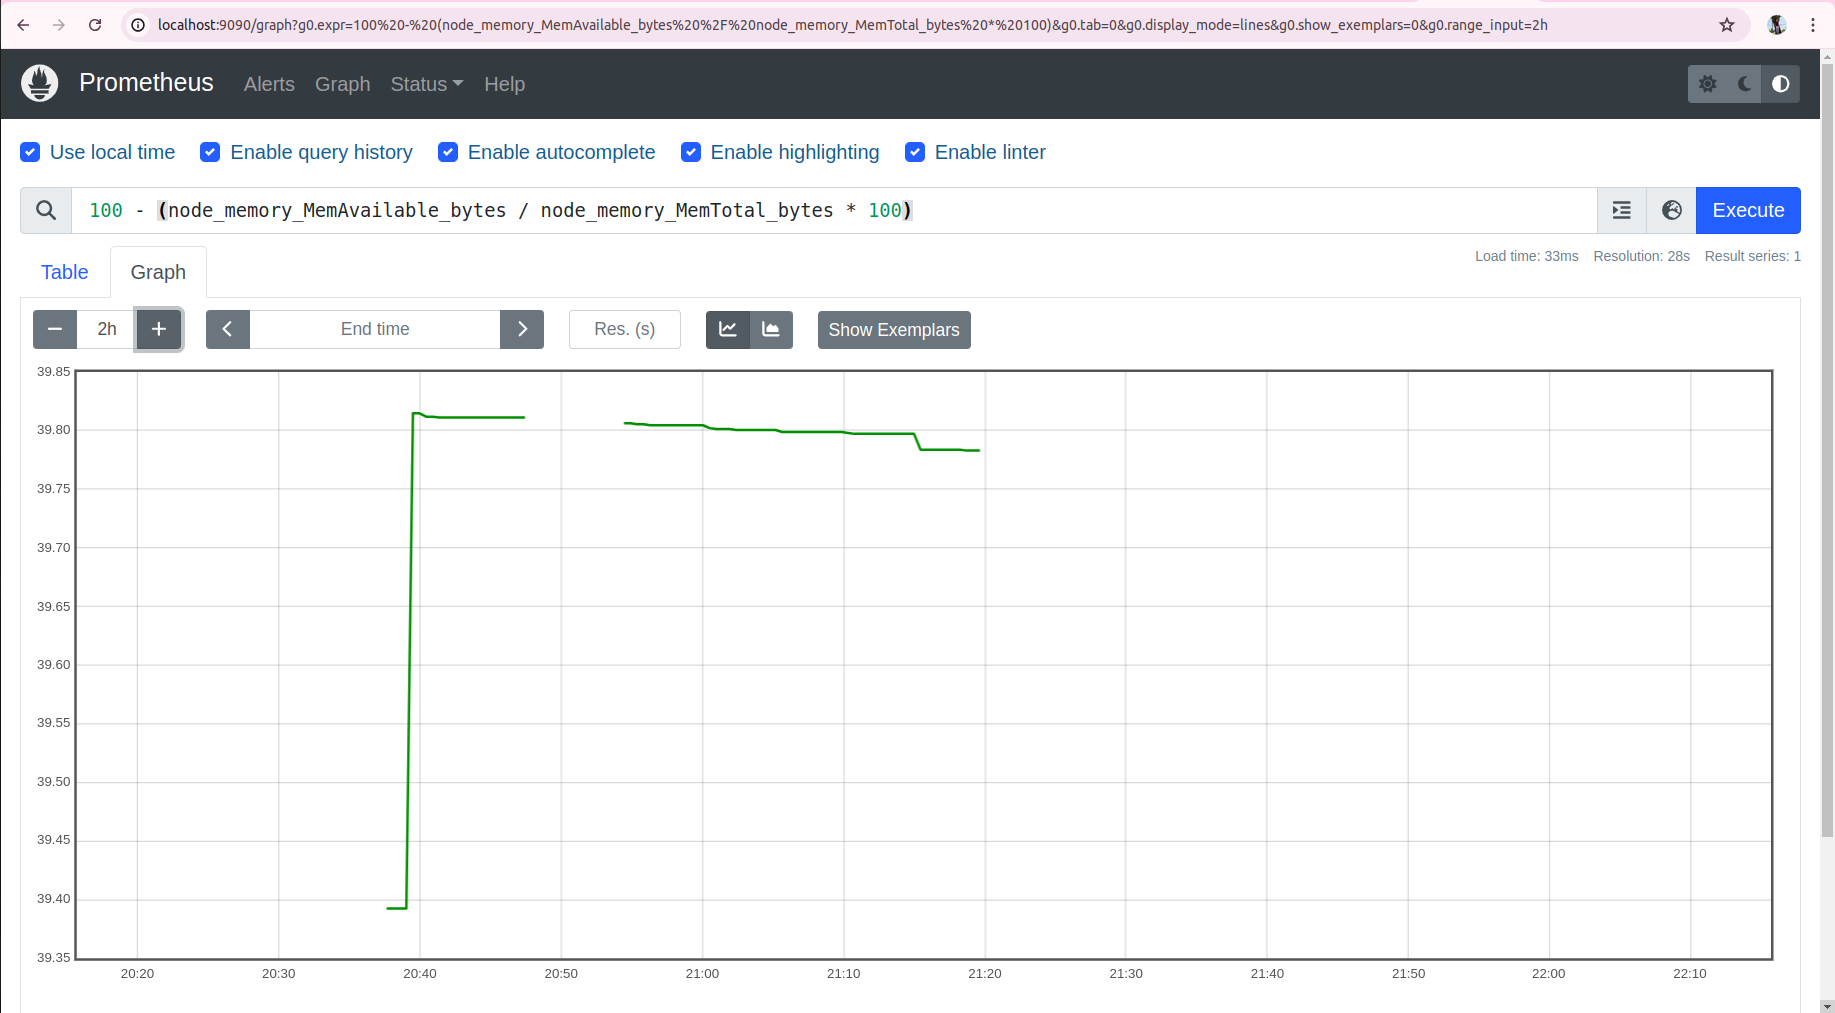 localhost:9090/graph?g0.expr=100%20-%20(node_memory_MemAvailable_bytes%20%2F%20node_memory_MemTotal_bytes%20*%20100)&g0.tab=0&g0.display_mode=lines&g0.show_exemplars=0&g0.range_input=2h
Prometheus Alerts Graph Status Help
Use local time Enable query history Enable autocomplete Enable highlighting Enable linter
100 - (node_memory_MemAvailable_bytes / node_memory_MemTotal_bytes * 100) Execute
Load time: 33ms Resolution: 28s Result series: 1
Table Graph
2h End time Res. (s) Show Exemplars
39.85
39.80
39.75
39.70
39.65
39.60
39.55
39.50
39.45
39.40
39.35
20:20 20:30 20:40 20:50 21:00 21:10 21:20 21:30 21:40 21:50 22:00 22:10